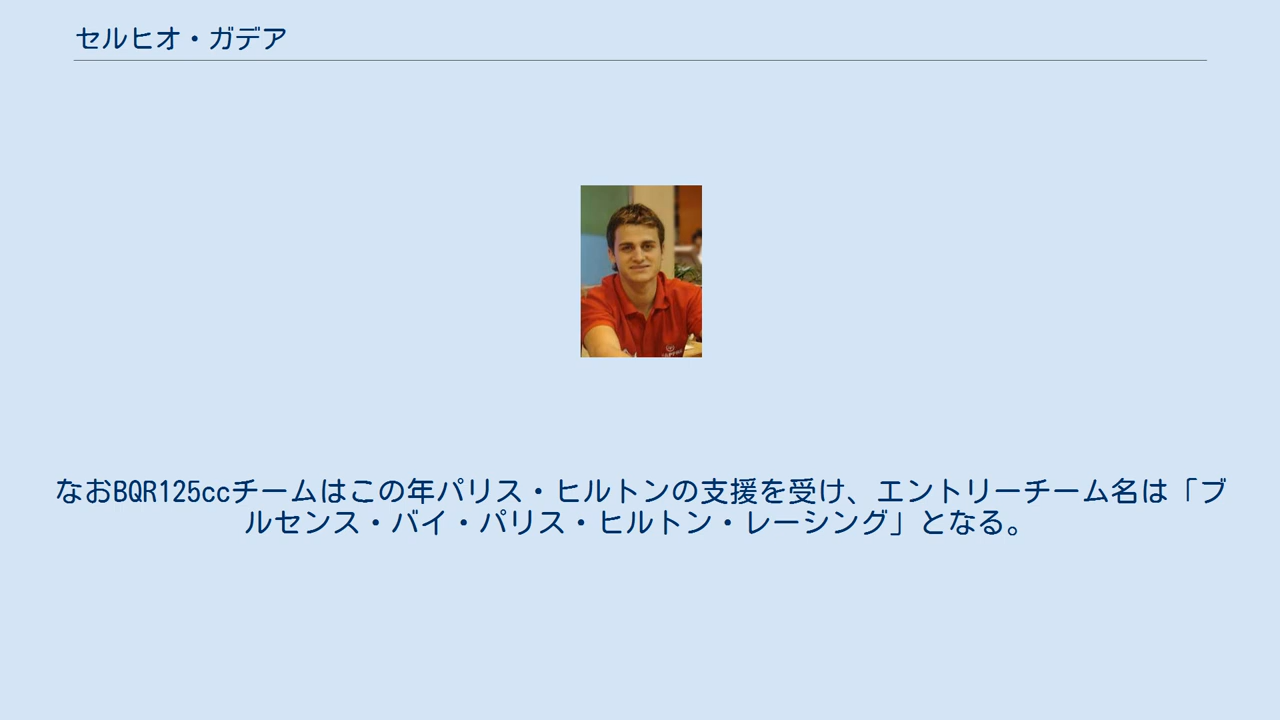 セルヒオ・ガデア
なおBQR125ccチームはこの年パリス・ヒルトンの支援を受け、エントリーチーム名は「ブ
ルセンス・バイ・パリス・ヒルトン・レーシング」となる。